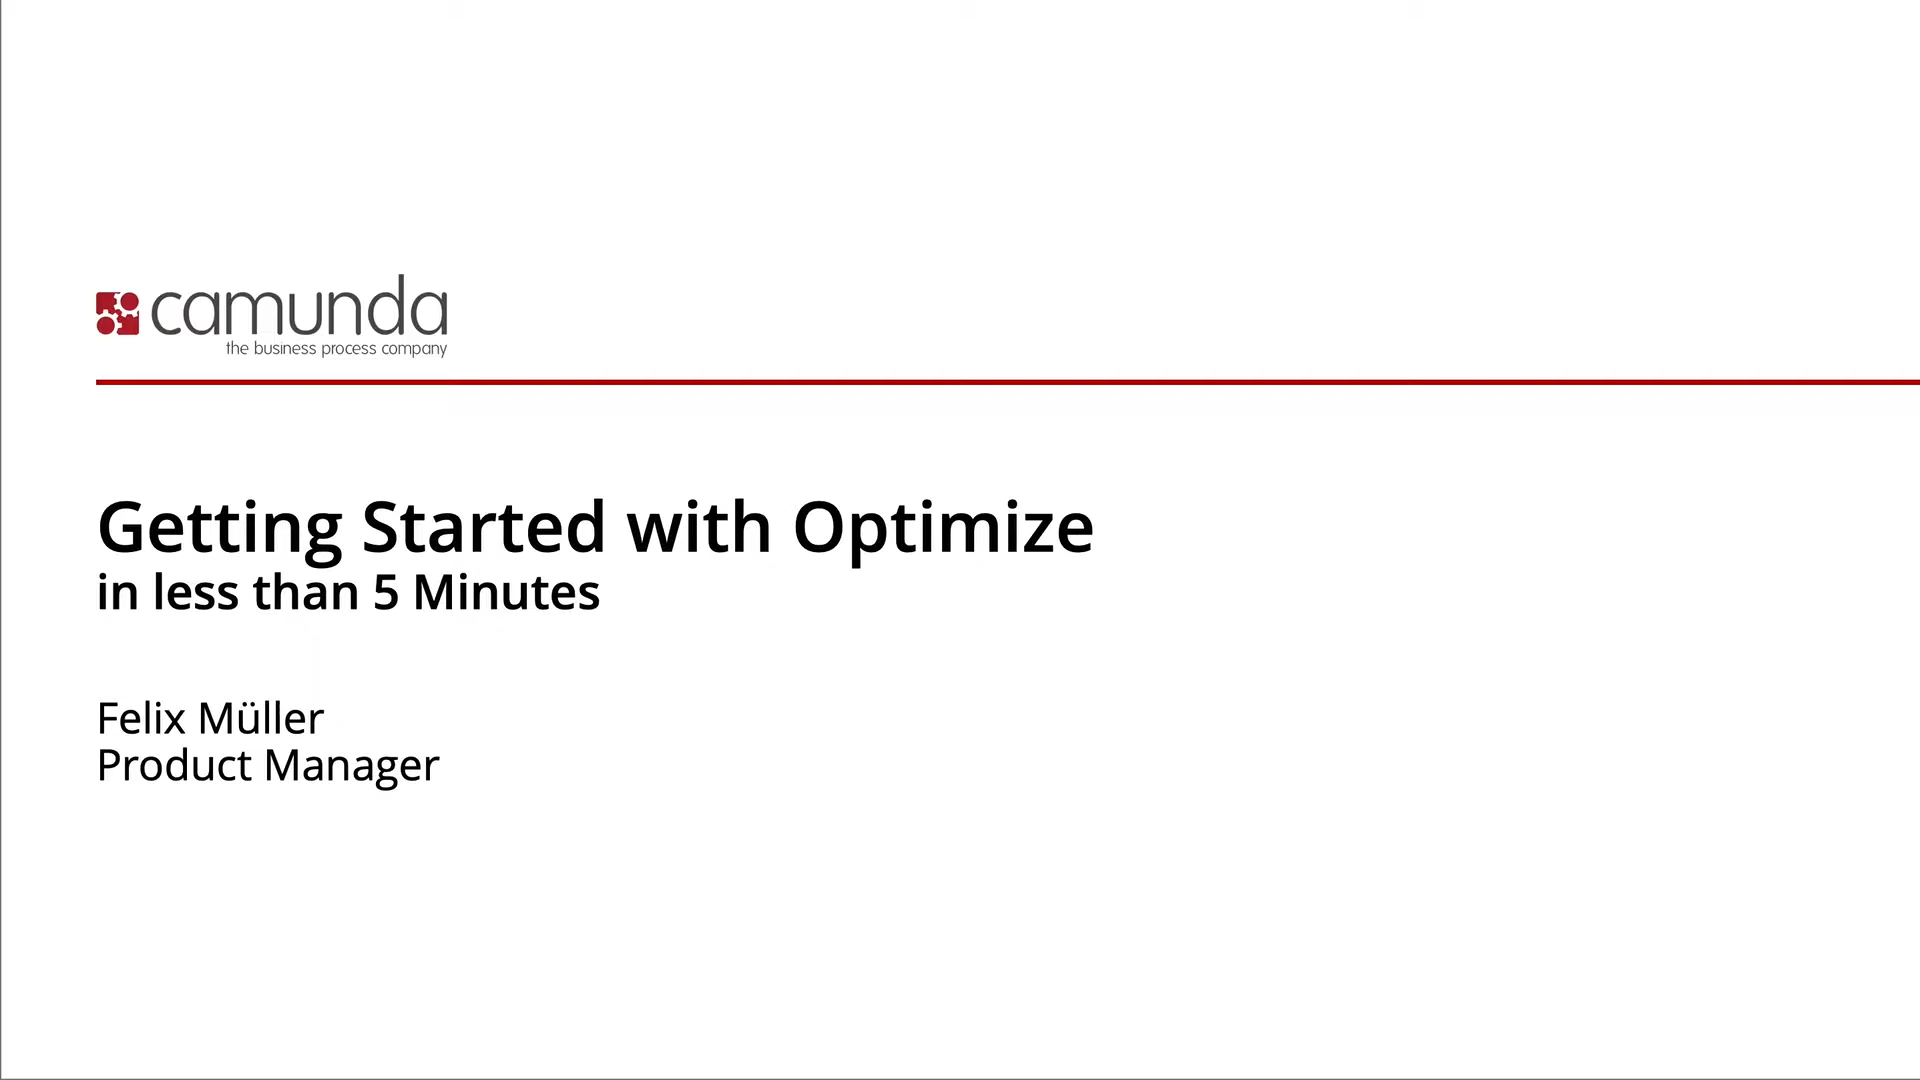 camunda
the business process company
Getting Started with Optimize
in less than 5 Minutes
Felix Müller
Product Manager